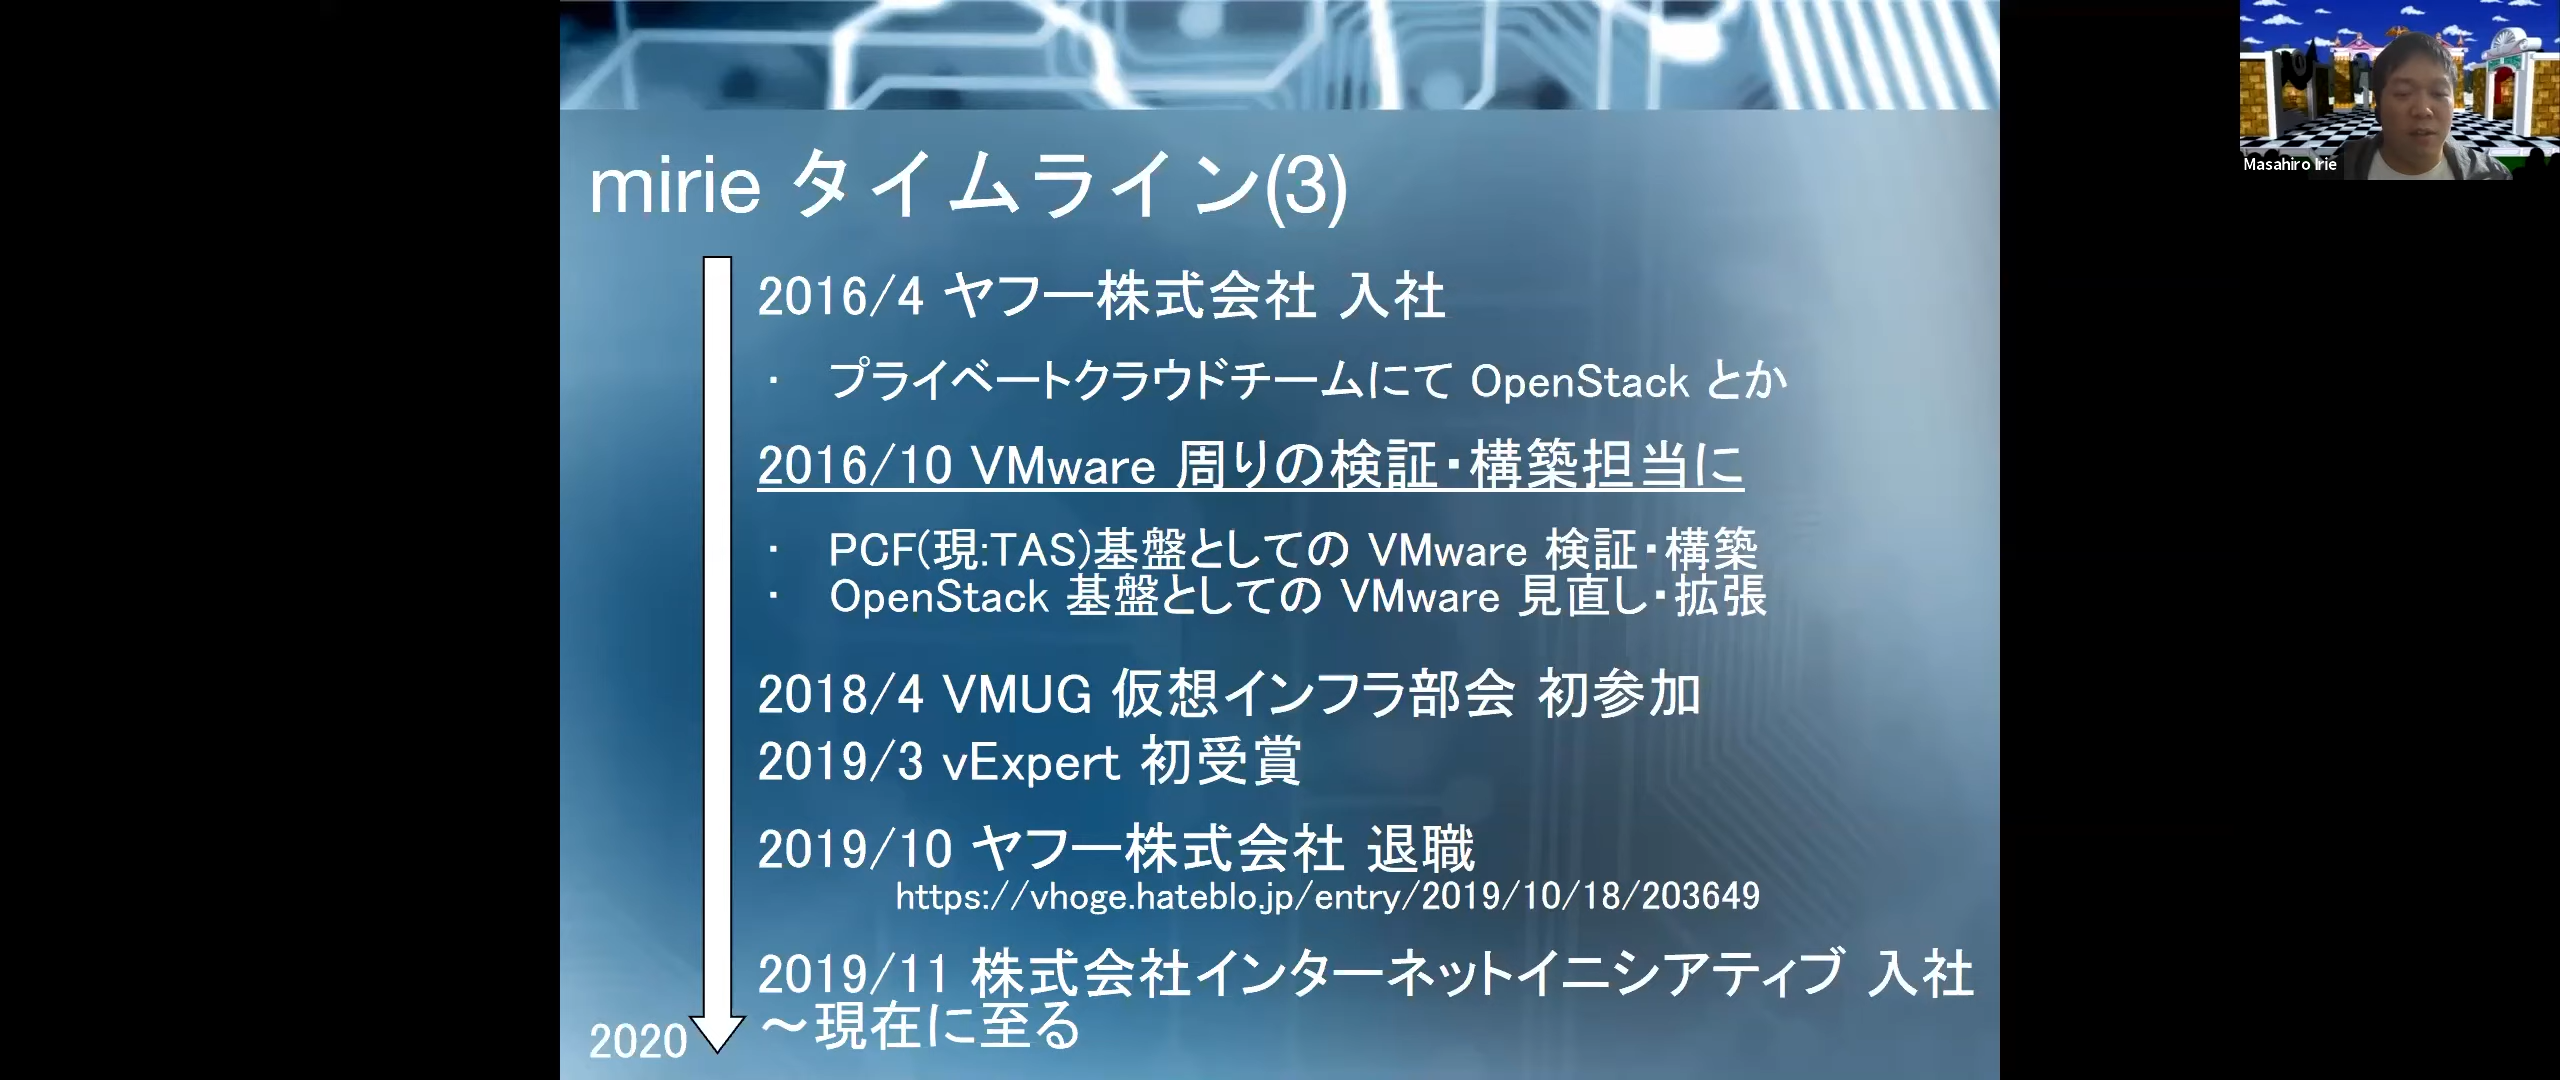 mirie タイムライン(3)
2016/4 ヤフー株式会社 入社
・ プライベートクラウドチームにて OpenStack とか
2016/10 VMware 周りの検証・構築担当に
・ PCF(現:TAS)基盤としての VMware 検証・構築
・ OpenStack 基盤としての VMware 見直し・拡張
2018/4 VMUG 仮想インフラ部会 初参加
2019/3 vExpert 初受賞
2019/10 ヤフー株式会社 退職
https://vhoge.hateblo.jp/entry/2019/10/18/203649
2019/11 株式会社インターネットイニシアティブ 入社
～現在に至る
2020
Masahiro Irie